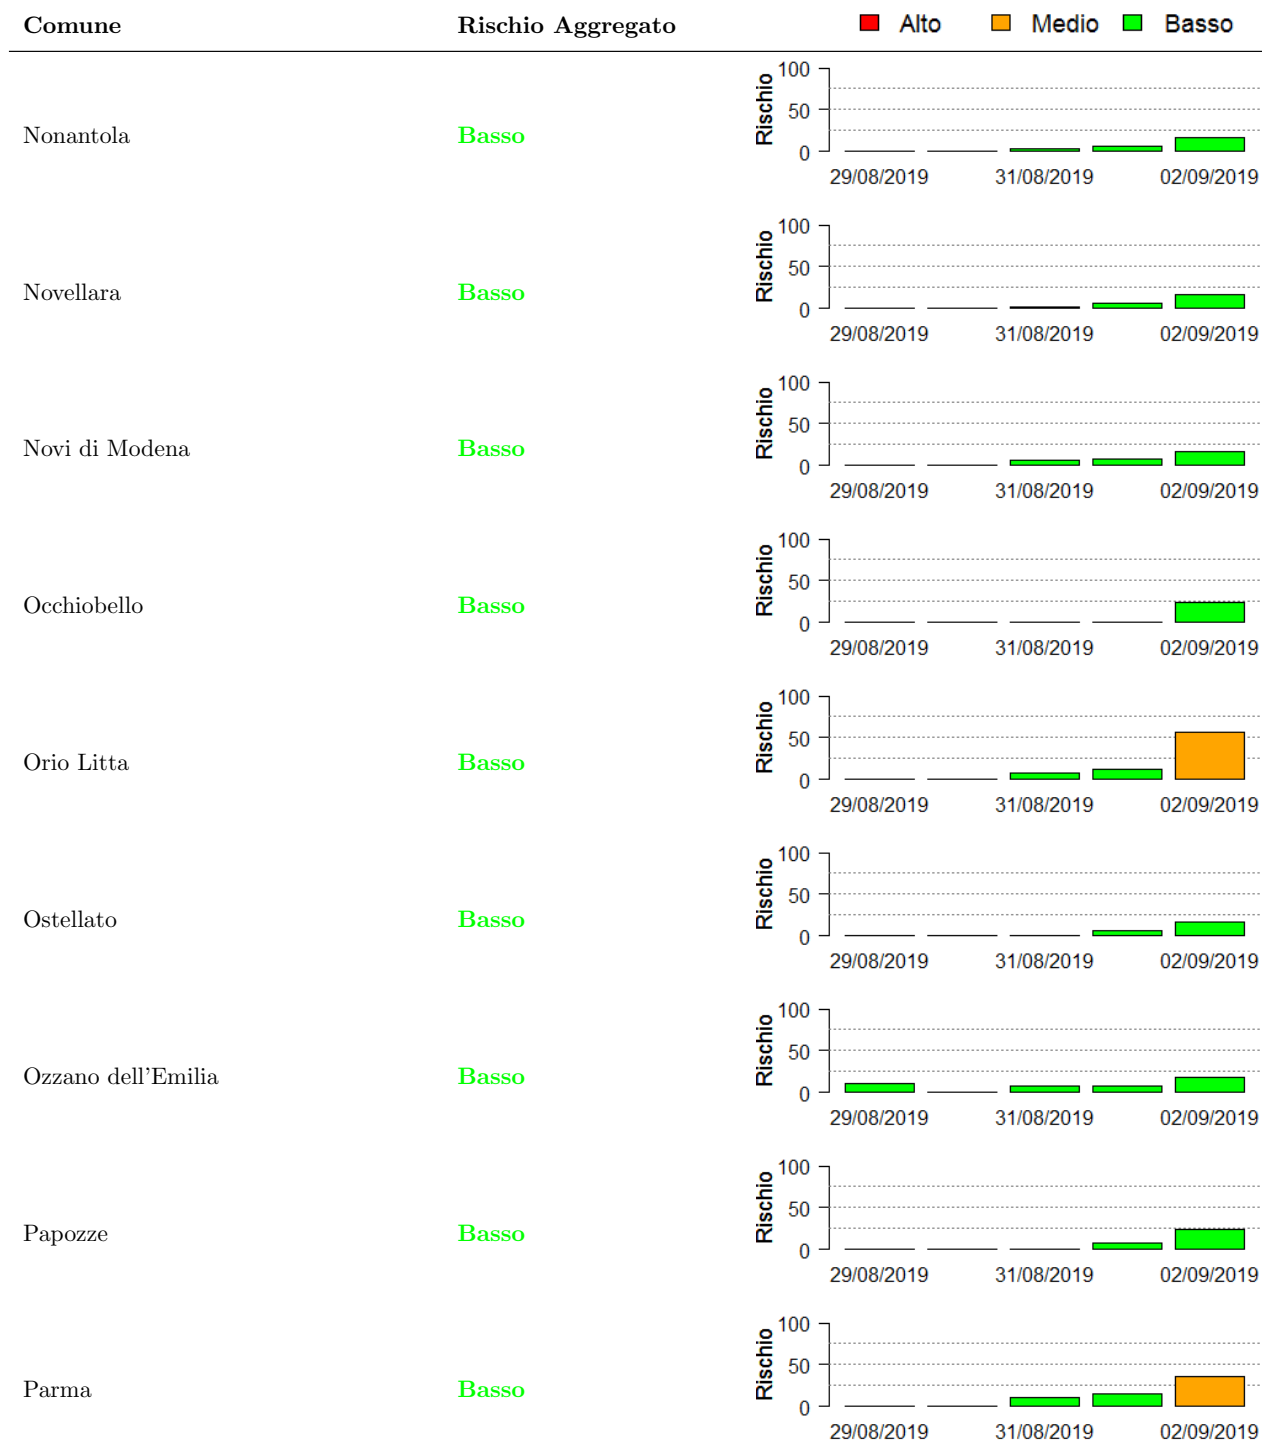 Comune Rischio Aggregato Alto Medio Basso
100
50
0
Rischio
Nonantola Basso
29/08/2019 31/08/2019 02/09/2019
100
50
0
Rischio
Novellara Basso
29/08/2019 31/08/2019 02/09/2019
100
50
0
Rischio
Novi di Modena Basso
29/08/2019 31/08/2019 02/09/2019
100
50
0
Rischio
Occhiobello Basso
29/08/2019 31/08/2019 02/09/2019
100
50
0
Rischio
Orio Litta Basso
29/08/2019 31/08/2019 02/09/2019
100
50
0
Rischio
Ostellato Basso
29/08/2019 31/08/2019 02/09/2019
100
50
0
Rischio
Ozzano dell'Emilia Basso
29/08/2019 31/08/2019 02/09/2019
100
50
0
Rischio
Papozze Basso
29/08/2019 31/08/2019 02/09/2019
100
50
0
Rischio
Parma Basso
29/08/2019 31/08/2019 02/09/2019